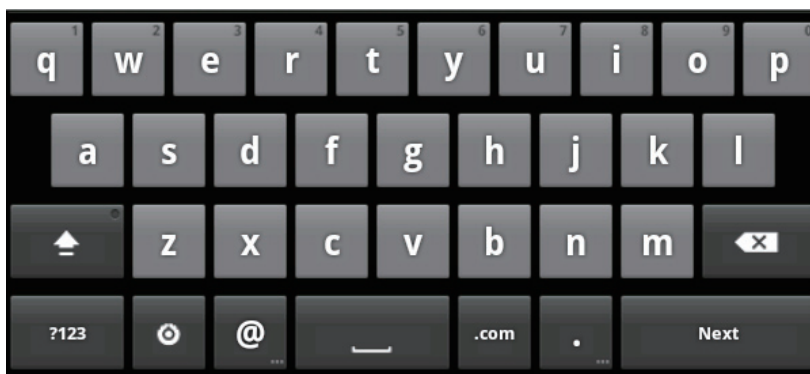 1 2 3 4 5 6 7 8 9 0
q w e r t y u i o p
a s d f g h j k l
z x c v b n m
?123 @ ... .com . ... Next